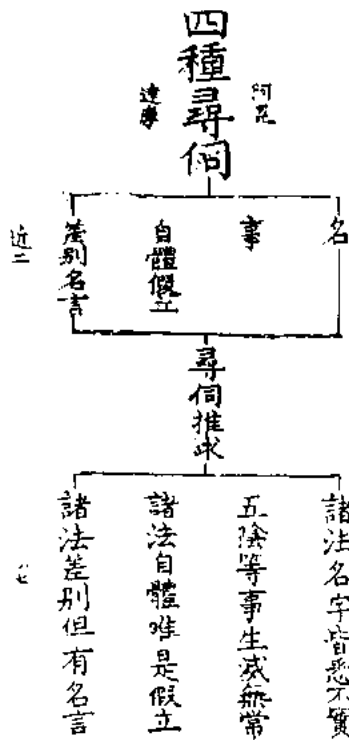 四種尋伺
阿毘
達摩
名
事
自體假立
差別名言
近二
尋伺推求
諸法名字皆悉不實
五陰等事生滅無常
諸法自體唯是假立
諸法差別但有名言